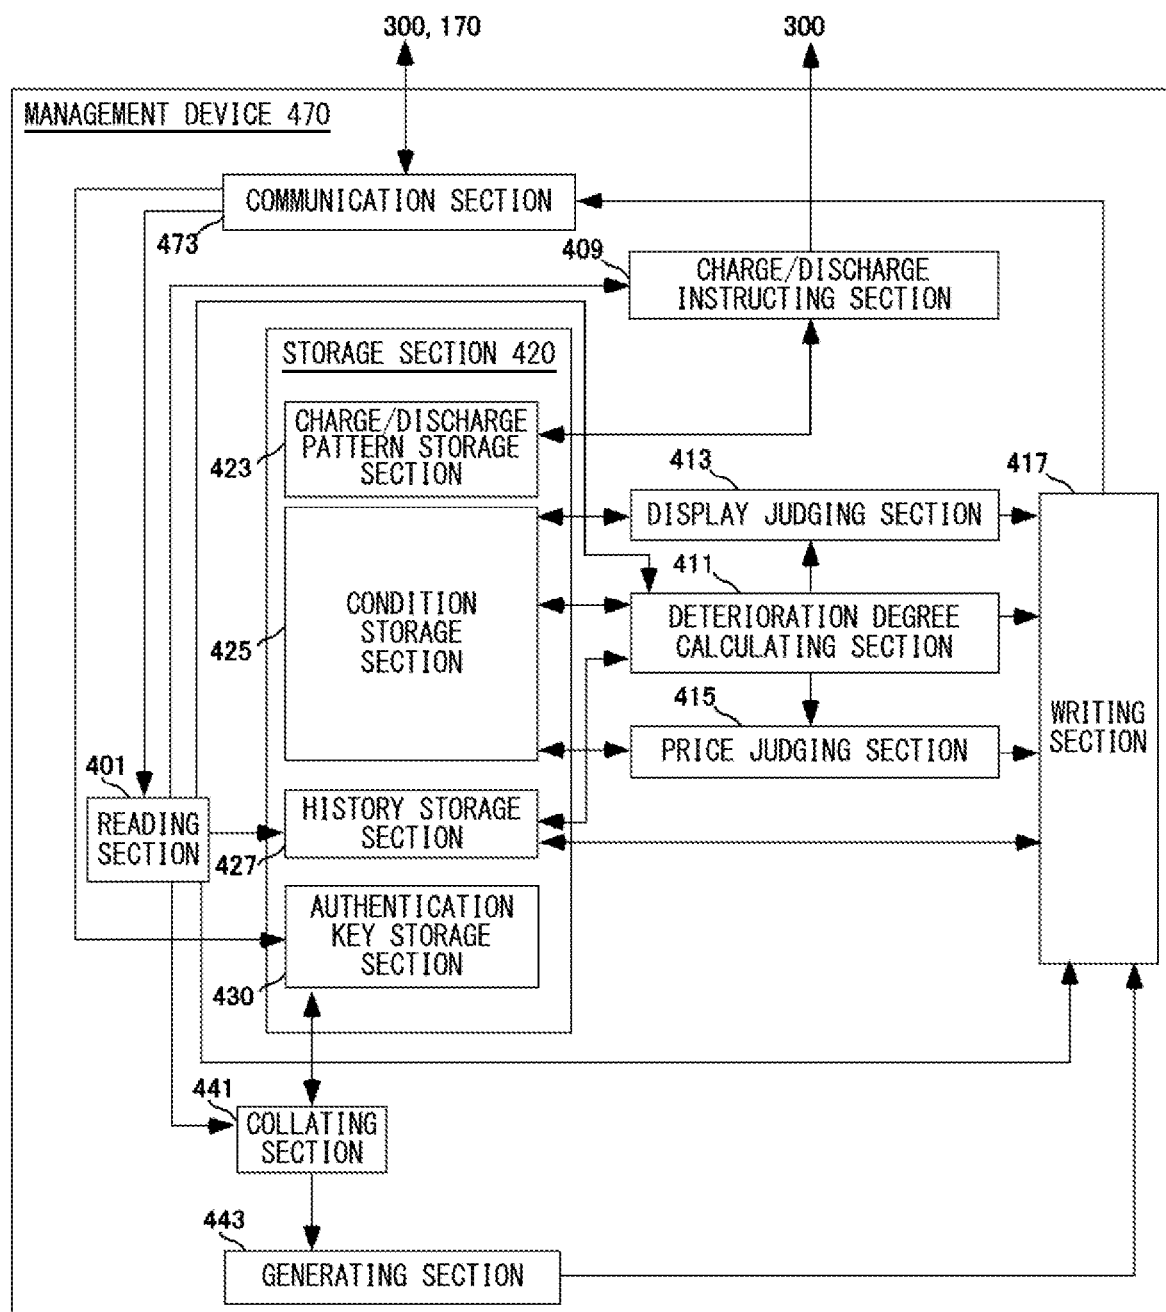 300, 170
300
MANAGEMENT DEVICE 470
COMMUNICATION SECTION
473
409
CHARGE/DISCHARGE
INSTRUCTING SECTION
STORAGE SECTION 420
CHARGE/DISCHARGE
PATTERN STORAGE
SECTION
423
413
417
DISPLAY JUDGING SECTION
411
CONDITION
STORAGE
SECTION
425
DETERIORATION DEGREE
CALCULATING SECTION
415
PRICE JUDGING SECTION
WRITING
SECTION
401
READING
SECTION
HISTORY STORAGE
SECTION
427
AUTHENTICATION
KEY STORAGE
SECTION
430
441
COLLATING
SECTION
443
GENERATING SECTION